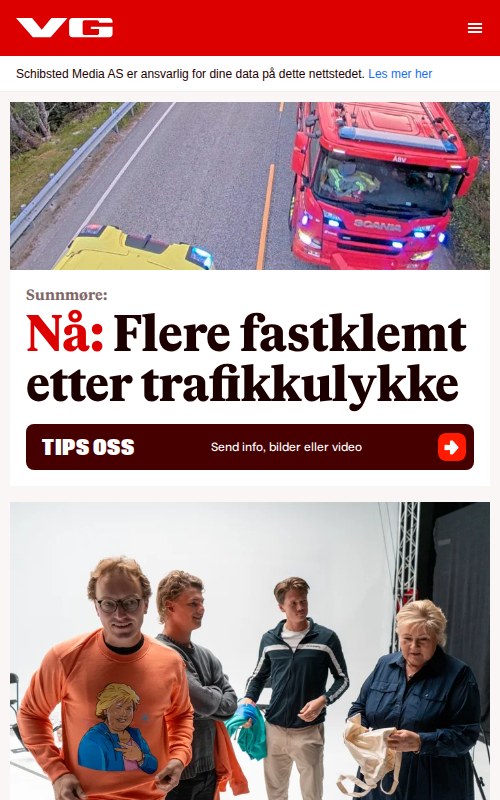 VG
Schibsted Media AS er ansvarlig for dine data på dette nettstedet. Les mer her
ABV
SCANIA
Sunnmøre:
Nå: Flere fastklemt
etter trafikkulykke
TIPS OSS
Send info, bilder eller video